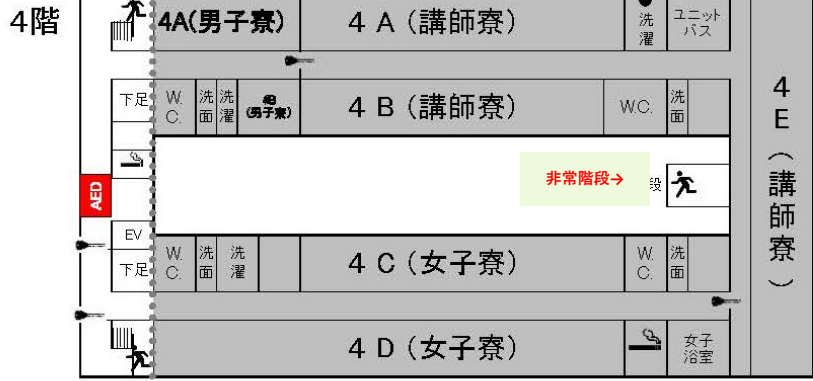 4階
4A(男子寮)
4 A (講師寮)
洗濯
ユニットバス
下足
W.C.
洗面
洗濯
4B
(男子寮)
4 B (講師寮)
W.C.
洗面
4E(講師寮)
非常階段→
段
AED
EV
下足
W.C.
洗面
洗濯
4 C (女子寮)
W.C.
洗面
4 D (女子寮)
女子
浴室